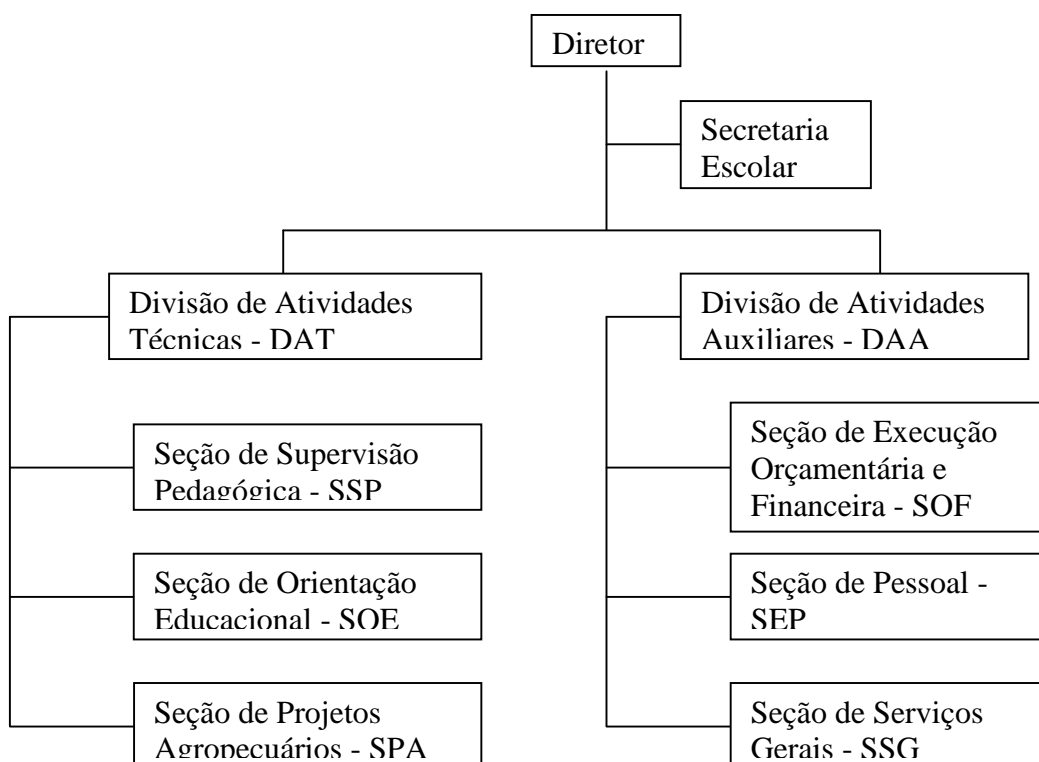 Diretor
Secretaria
Escolar
Divisão de Atividades
Técnicas - DAT
Divisão de Atividades
Auxiliares - DAA
Seção de Supervisão
Pedagógica - SSP
Seção de Orientação
Educacional - SOE
Seção de Projetos
Agropecuários - SPA
Seção de Execução
Orçamentária e
Financeira - SOF
Seção de Pessoal -
SEP
Seção de Serviços
Gerais - SSG